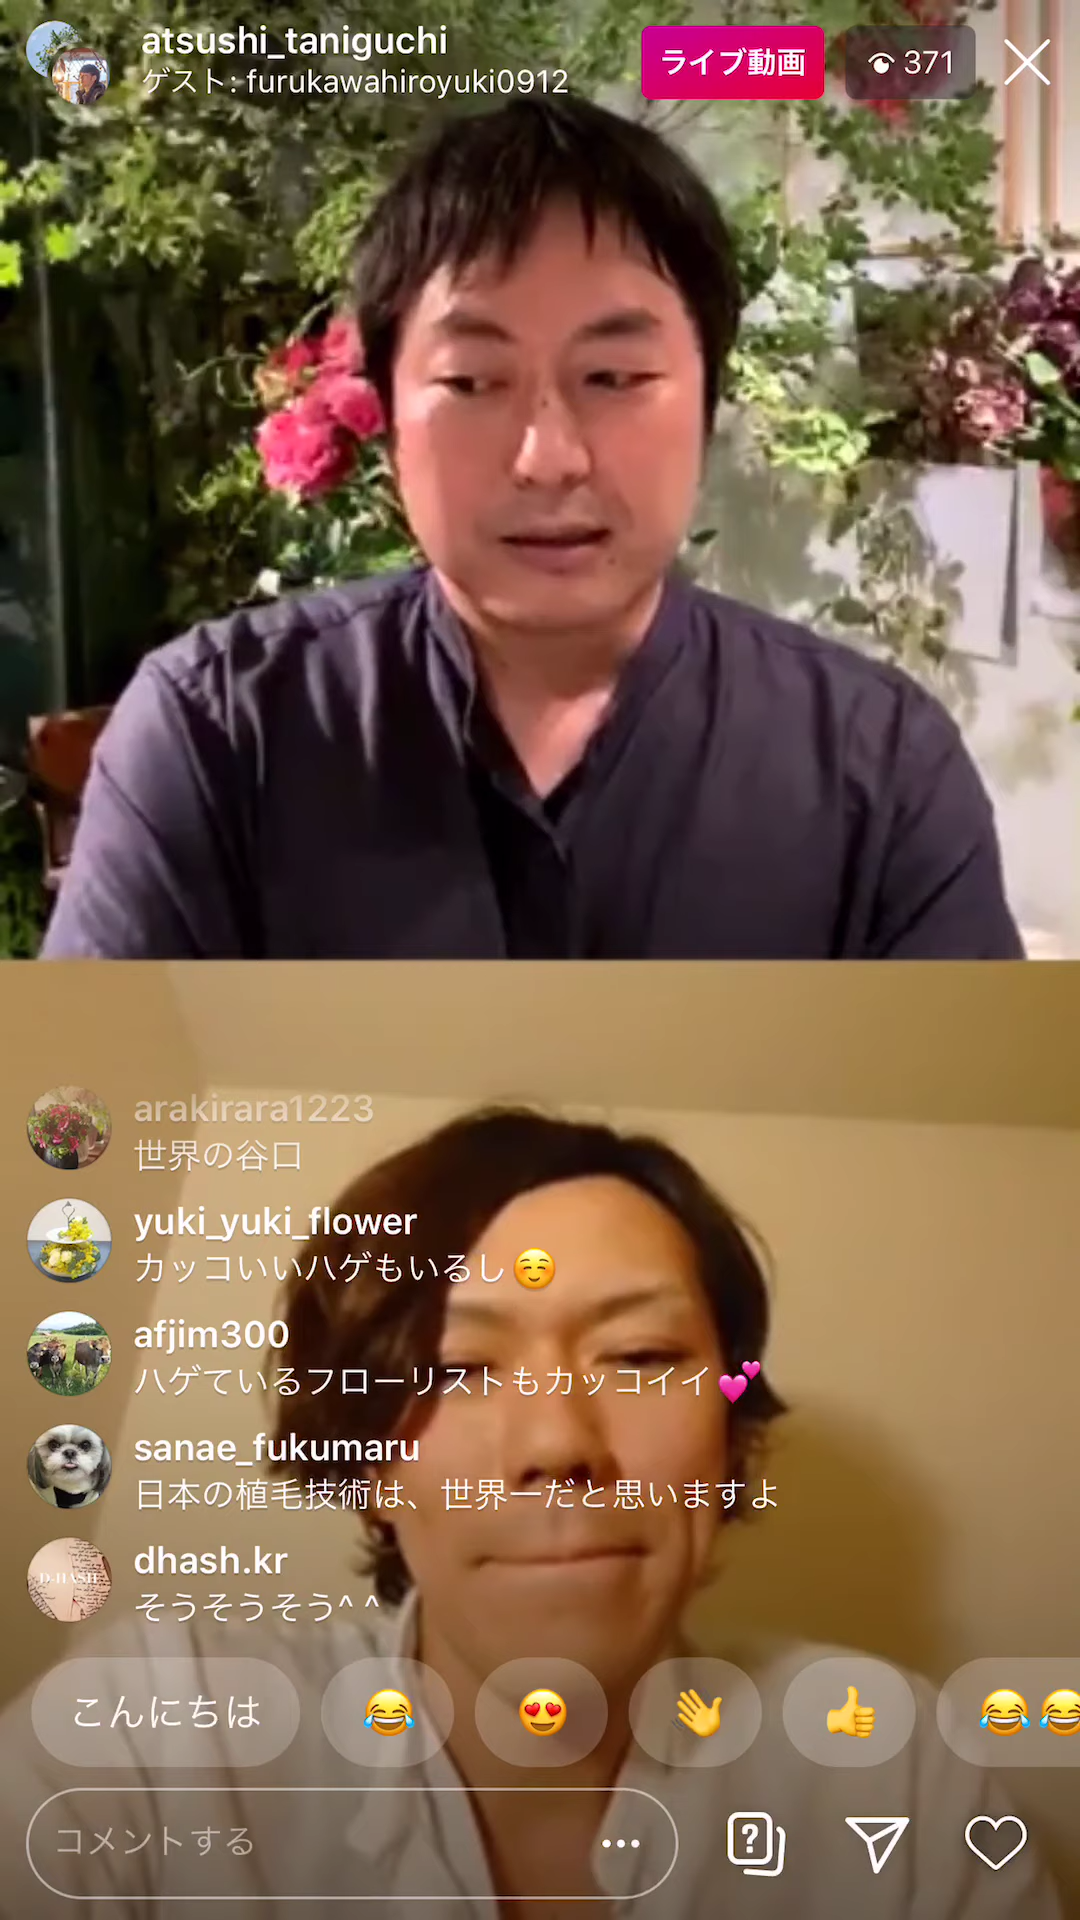 atsushi_taniguchi
ゲスト: furukawahiroyuki0912
ライブ動画
371
arakirara1223
世界の谷口
yuki_yuki_flower
カッコいいハゲもいるし☺️
afjim300
ハゲているフローリストもカッコイイ💕
sanae_fukumaru
日本の植毛技術は、世界一だと思いますよ
dhash.kr
D-HASH
そうそうそう^ ^
こんにちは 😂 😍 👋 👍 😂😂
コメントする